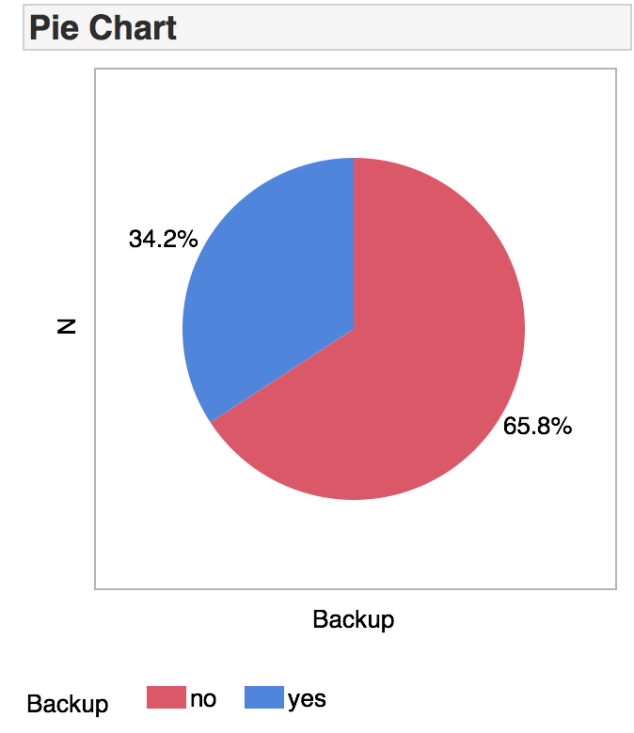 Pie Chart
34.2%
N
65.8%
Backup
Backup no yes